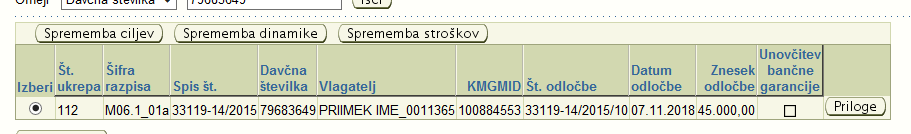 Omeji Davčna številka 79683649 Išči
Sprememba ciljev Sprememba dinamike Sprememba stroškov
Izberi Št. ukrepa Šifra razpisa Spis št. Davčna številka Vlagatelj KMGMID Št. odločbe Datum odločbe Znesek odločbe Unovčitev bančne garancije
112 M06.1_01a 33119-14/2015 79683649 PRIIMEK IME_0011365 100884553 33119-14/2015/10 07.11.2018 45.000,00 Priloge